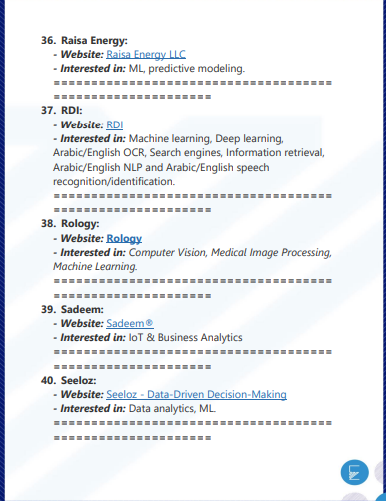 36. Raisa Energy:
- Website: Raisa Energy LLC
- Interested in: ML, predictive modeling.
=====================================
=====================
37. RDI:
- Website: RDI
- Interested in: Machine learning, Deep learning,
Arabic/English OCR, Search engines, Information retrieval,
Arabic/English NLP and Arabic/English speech
recognition/identification.
=====================================
=====================
38. Rology:
- Website: Rology
- Interested in: Computer Vision, Medical Image Processing,
Machine Learning.
=====================================
=====================
39. Sadeem:
- Website: Sadeem®
- Interested in: IoT & Business Analytics
=====================================
=====================
40. Seeloz:
- Website: Seeloz - Data-Driven Decision-Making
- Interested in: Data analytics, ML.
=====================================
=====================